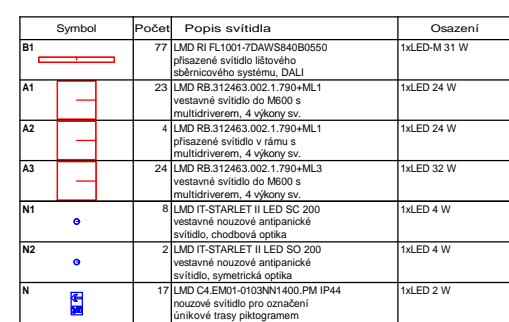 Symbol Počet Popis svítidla Osazení
B1 77 LMD RI FL1001-7DAWS840B0550 1xLED-M 31 W
přisazené svítidlo lištového
sběrnicového systému, DALI
A1 23 LMD RB.312463.002.1.790+ML1 1xLED 24 W
vestavné svítidlo do M600 s
multidriverem, 4 výkony sv.
A2 4 LMD RB.312463.002.1.790+ML1 1xLED 24 W
přisazené svítidlo v rámu s
multidriverem, 4 výkony sv.
A3 24 LMD RB.312463.002.1.790+ML3 1xLED 32 W
vestavné svítidlo do M600 s
multidriverem, 4 výkony sv.
N1 8 LMD IT-STARLET II LED SC 200 1xLED 4 W
vestavné nouzové antipanické
svítidlo, chodbová optika
N2 2 LMD IT-STARLET II LED SO 200 1xLED 4 W
vestavné nouzové antipanické
svítidlo, symetrická optika
N 17 LMD C4.EM01-0103NN1400.PM IP44 1xLED 2 W
nouzové svítidlo pro označení
únikové trasy piktogramem